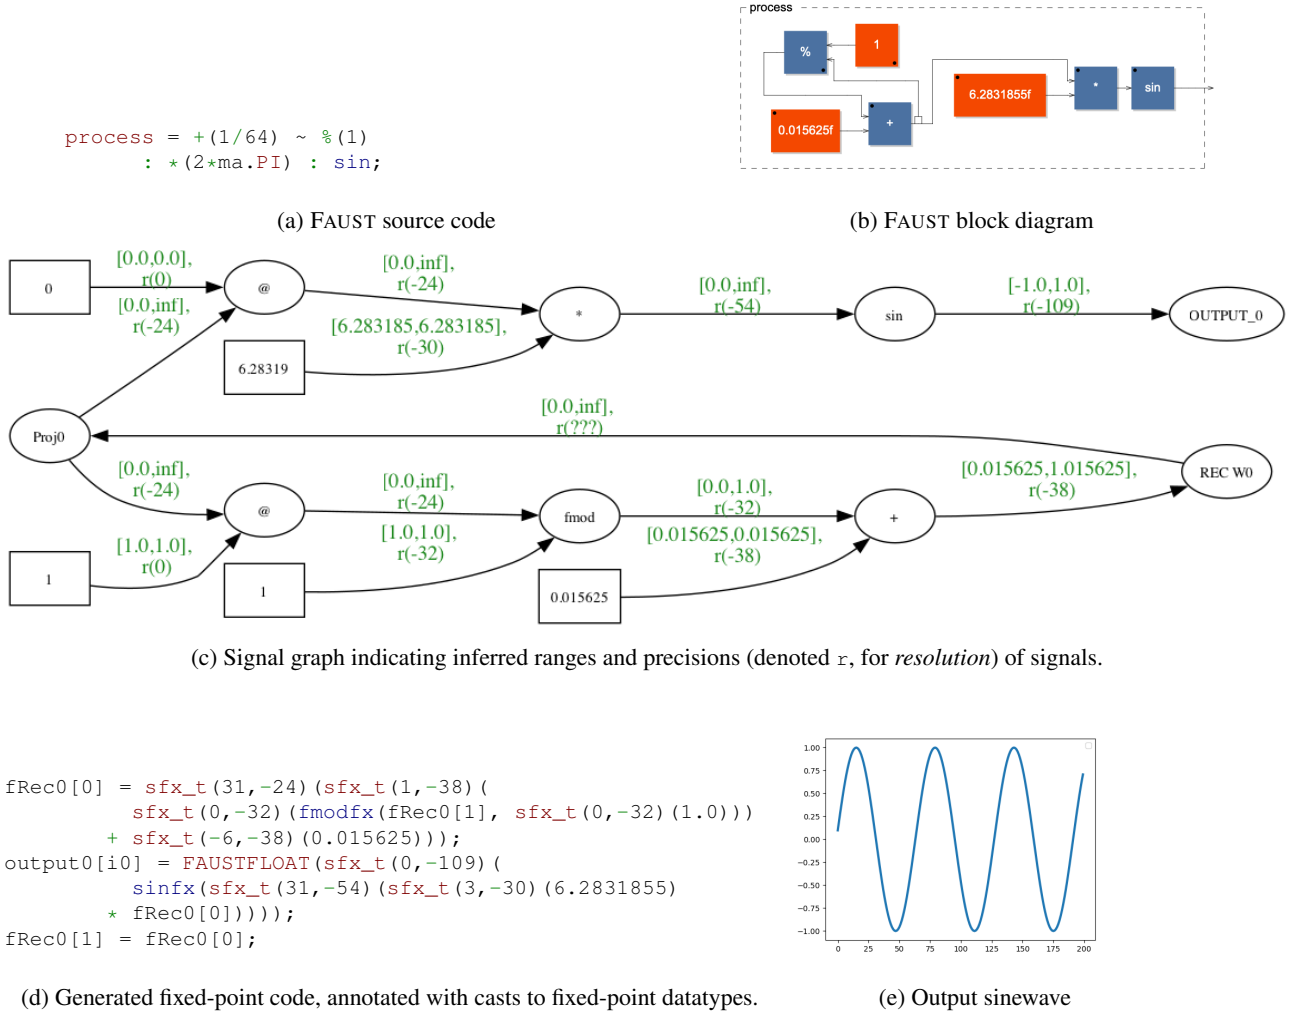 process = +(1/64) ~ %(1)
: *(2*ma.PI) : sin;
(a) FAUST source code
process
%
1
0.015625f
+
6.2831855f
*
sin
(b) FAUST block diagram
0
[0.0,0.0],
r(0)
[0.0,inf],
r(-24)
@
[0.0,inf],
r(-24)
[6.283185,6.283185],
r(-30)
6.28319
*
[0.0,inf],
r(-54)
sin
[-1.0,1.0],
r(-109)
OUTPUT_0
Proj0
[0.0,inf],
r(???)
REC W0
[0.0,inf],
r(-24)
@
[0.0,inf],
r(-24)
[1.0,1.0],
r(0)
1
[1.0,1.0],
r(-32)
1
fmod
[0.0,1.0],
r(-32)
[0.015625,0.015625],
r(-38)
0.015625
+
[0.015625,1.015625],
r(-38)
(c) Signal graph indicating inferred ranges and precisions (denoted r, for resolution) of signals.
fRec0[0] = sfx_t(31,-24)(sfx_t(1,-38)(
sfx_t(0,-32)(fmodfx(fRec0[1], sfx_t(0,-32)(1.0)))
+ sfx_t(-6,-38)(0.015625)));
output0[i0] = FAUSTFLOAT(sfx_t(0,-109)(
sinfx(sfx_t(31,-54)(sfx_t(3,-30)(6.2831855)
* fRec0[0]))));
fRec0[1] = fRec0[0];
(d) Generated fixed-point code, annotated with casts to fixed-point datatypes.
1.00
0.75
0.50
0.25
0.00
-0.25
-0.50
-0.75
-1.00
0 25 50 75 100 125 150 175 200
(e) Output sinewave